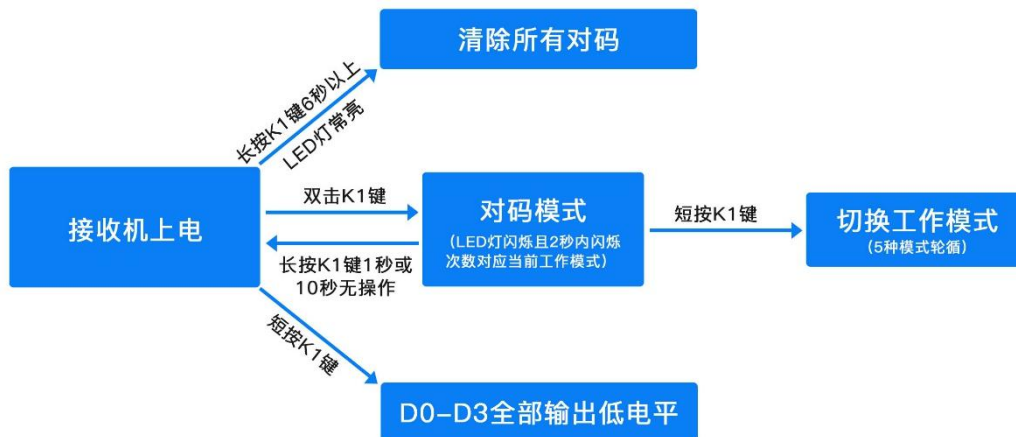 清除所有对码
长按K1键6秒以上
LED灯常亮
接收机上电
双击K1键
长按K1键1秒或
10秒无操作
对码模式
（LED灯闪烁且2秒内闪烁
次数对应当前工作模式）
短按K1键
切换工作模式
（5种模式轮循）
短按K1键
D0-D3全部输出低电平